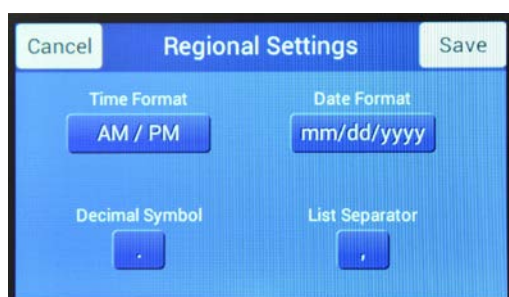 Cancel Regional Settings Save
Time Format Date Format
AM / PM mm/dd/yyyy
Decimal Symbol List Separator
. ,